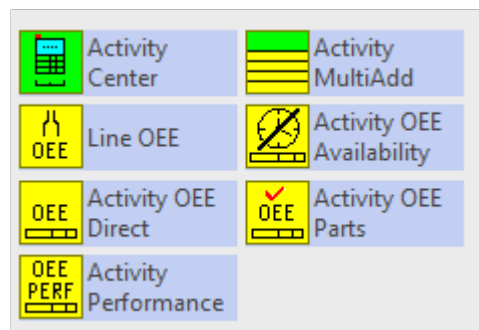 Activity
Center
Activity
MultiAdd
OEE
Line OEE
Activity OEE
Availability
OEE
Activity OEE
Direct
OEE
Activity OEE
Parts
OEE
PERF
Activity
Performance